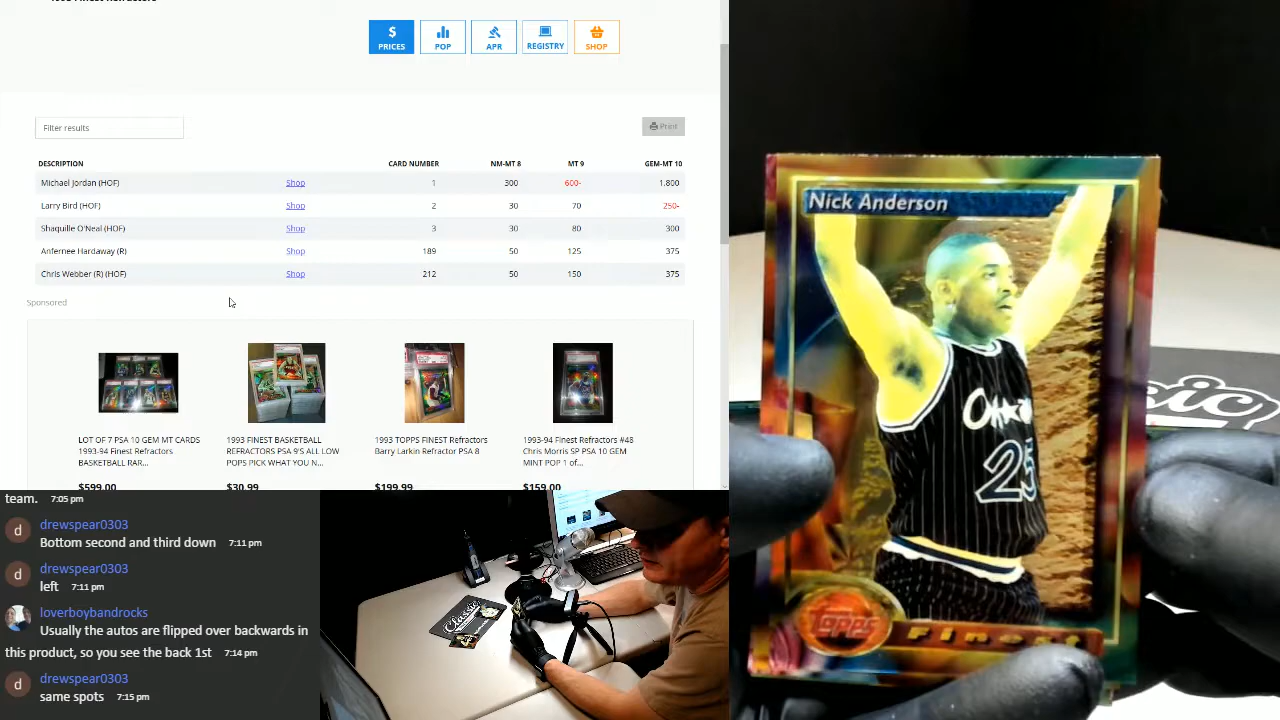 $
PRICES
POP
APR
REGISTRY
SHOP
Filter results
Print
DESCRIPTION CARD NUMBER NM-MT 8 MT 9 GEM-MT 10
Michael Jordan (HOF) Shop 1 300 600- 1,800
Larry Bird (HOF) Shop 2 30 70 250-
Shaquille O'Neal (HOF) Shop 3 30 80 300
Anfernee Hardaway (R) Shop 189 50 125 375
Chris Webber (R) (HOF) Shop 212 50 150 375
Sponsored
LOT OF 7 PSA 10 GEM MT CARDS
1993-94 Finest Refractors
BASKETBALL RAR...
$599.00
1993 FINEST BASKETBALL
REFRACTORS PSA 9'S ALL LOW
POPS PICK WHAT YOU N...
$30.99
1993 TOPPS FINEST Refractors
Barry Larkin Refractor PSA 8
$199.99
1993-94 Finest Refractors #48
Chris Morris SP PSA 10 GEM
MINT POP 1 of...
$159.00
team. 7:05 pm
d drewspear0303
Bottom second and third down 7:11 pm
d drewspear0303
left 7:11 pm
loverboybandrocks
Usually the autos are flipped over backwards in
this product, so you see the back 1st 7:14 pm
d drewspear0303
same spots 7:15 pm
Classic
Nick Anderson
25
TOPPS
Finest